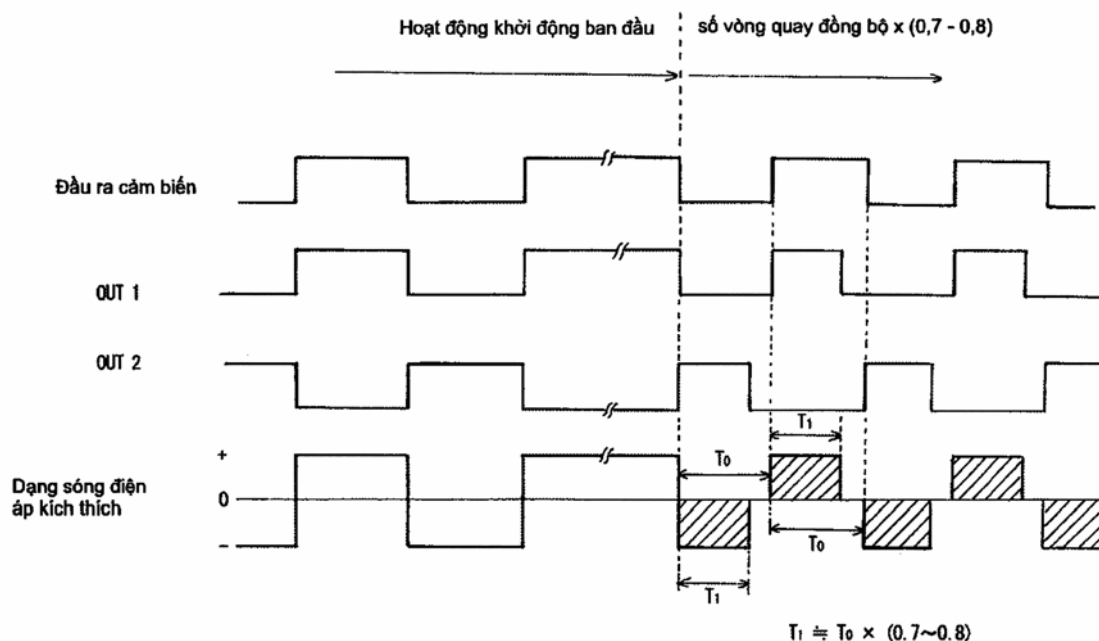 Hoạt động khởi động ban đầu
số vòng quay đồng bộ x (0,7 - 0,8)
Đầu ra cảm biến
OUT 1
OUT 2
T₁
T₀
+
Dạng sóng điện
áp kích thích
0
T₀
-
T₁
T₁ ≒ T₀ × (0.7~0.8)